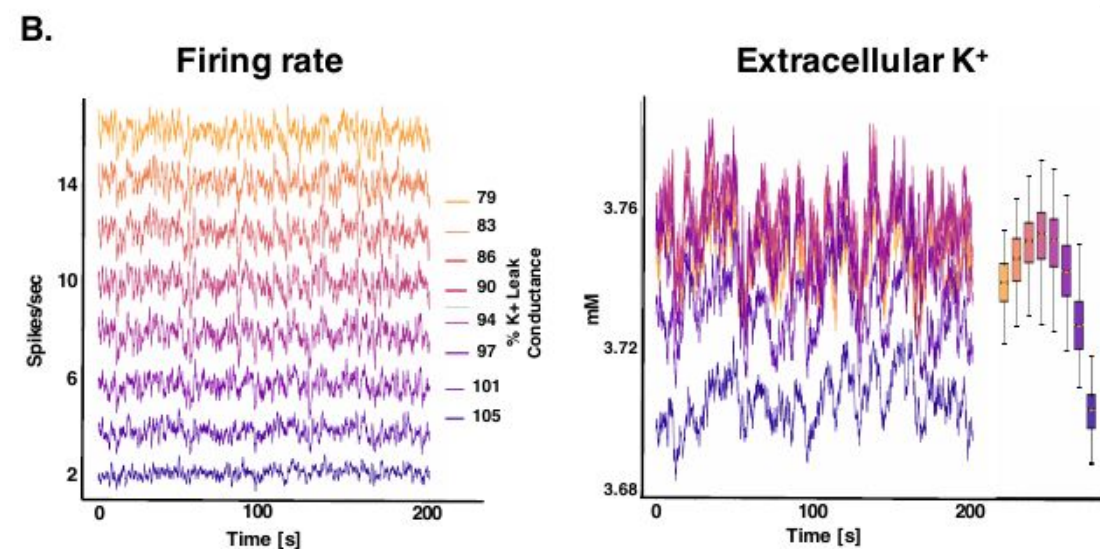 B.
Firing rate
Spikes/sec
14
10
6
2
0
100
200
Time [s]
79
83
86
90
94
97
101
105
% K+ Leak
Conductance
Extracellular K+
mM
3.76
3.72
3.68
0
100
200
Time [s]